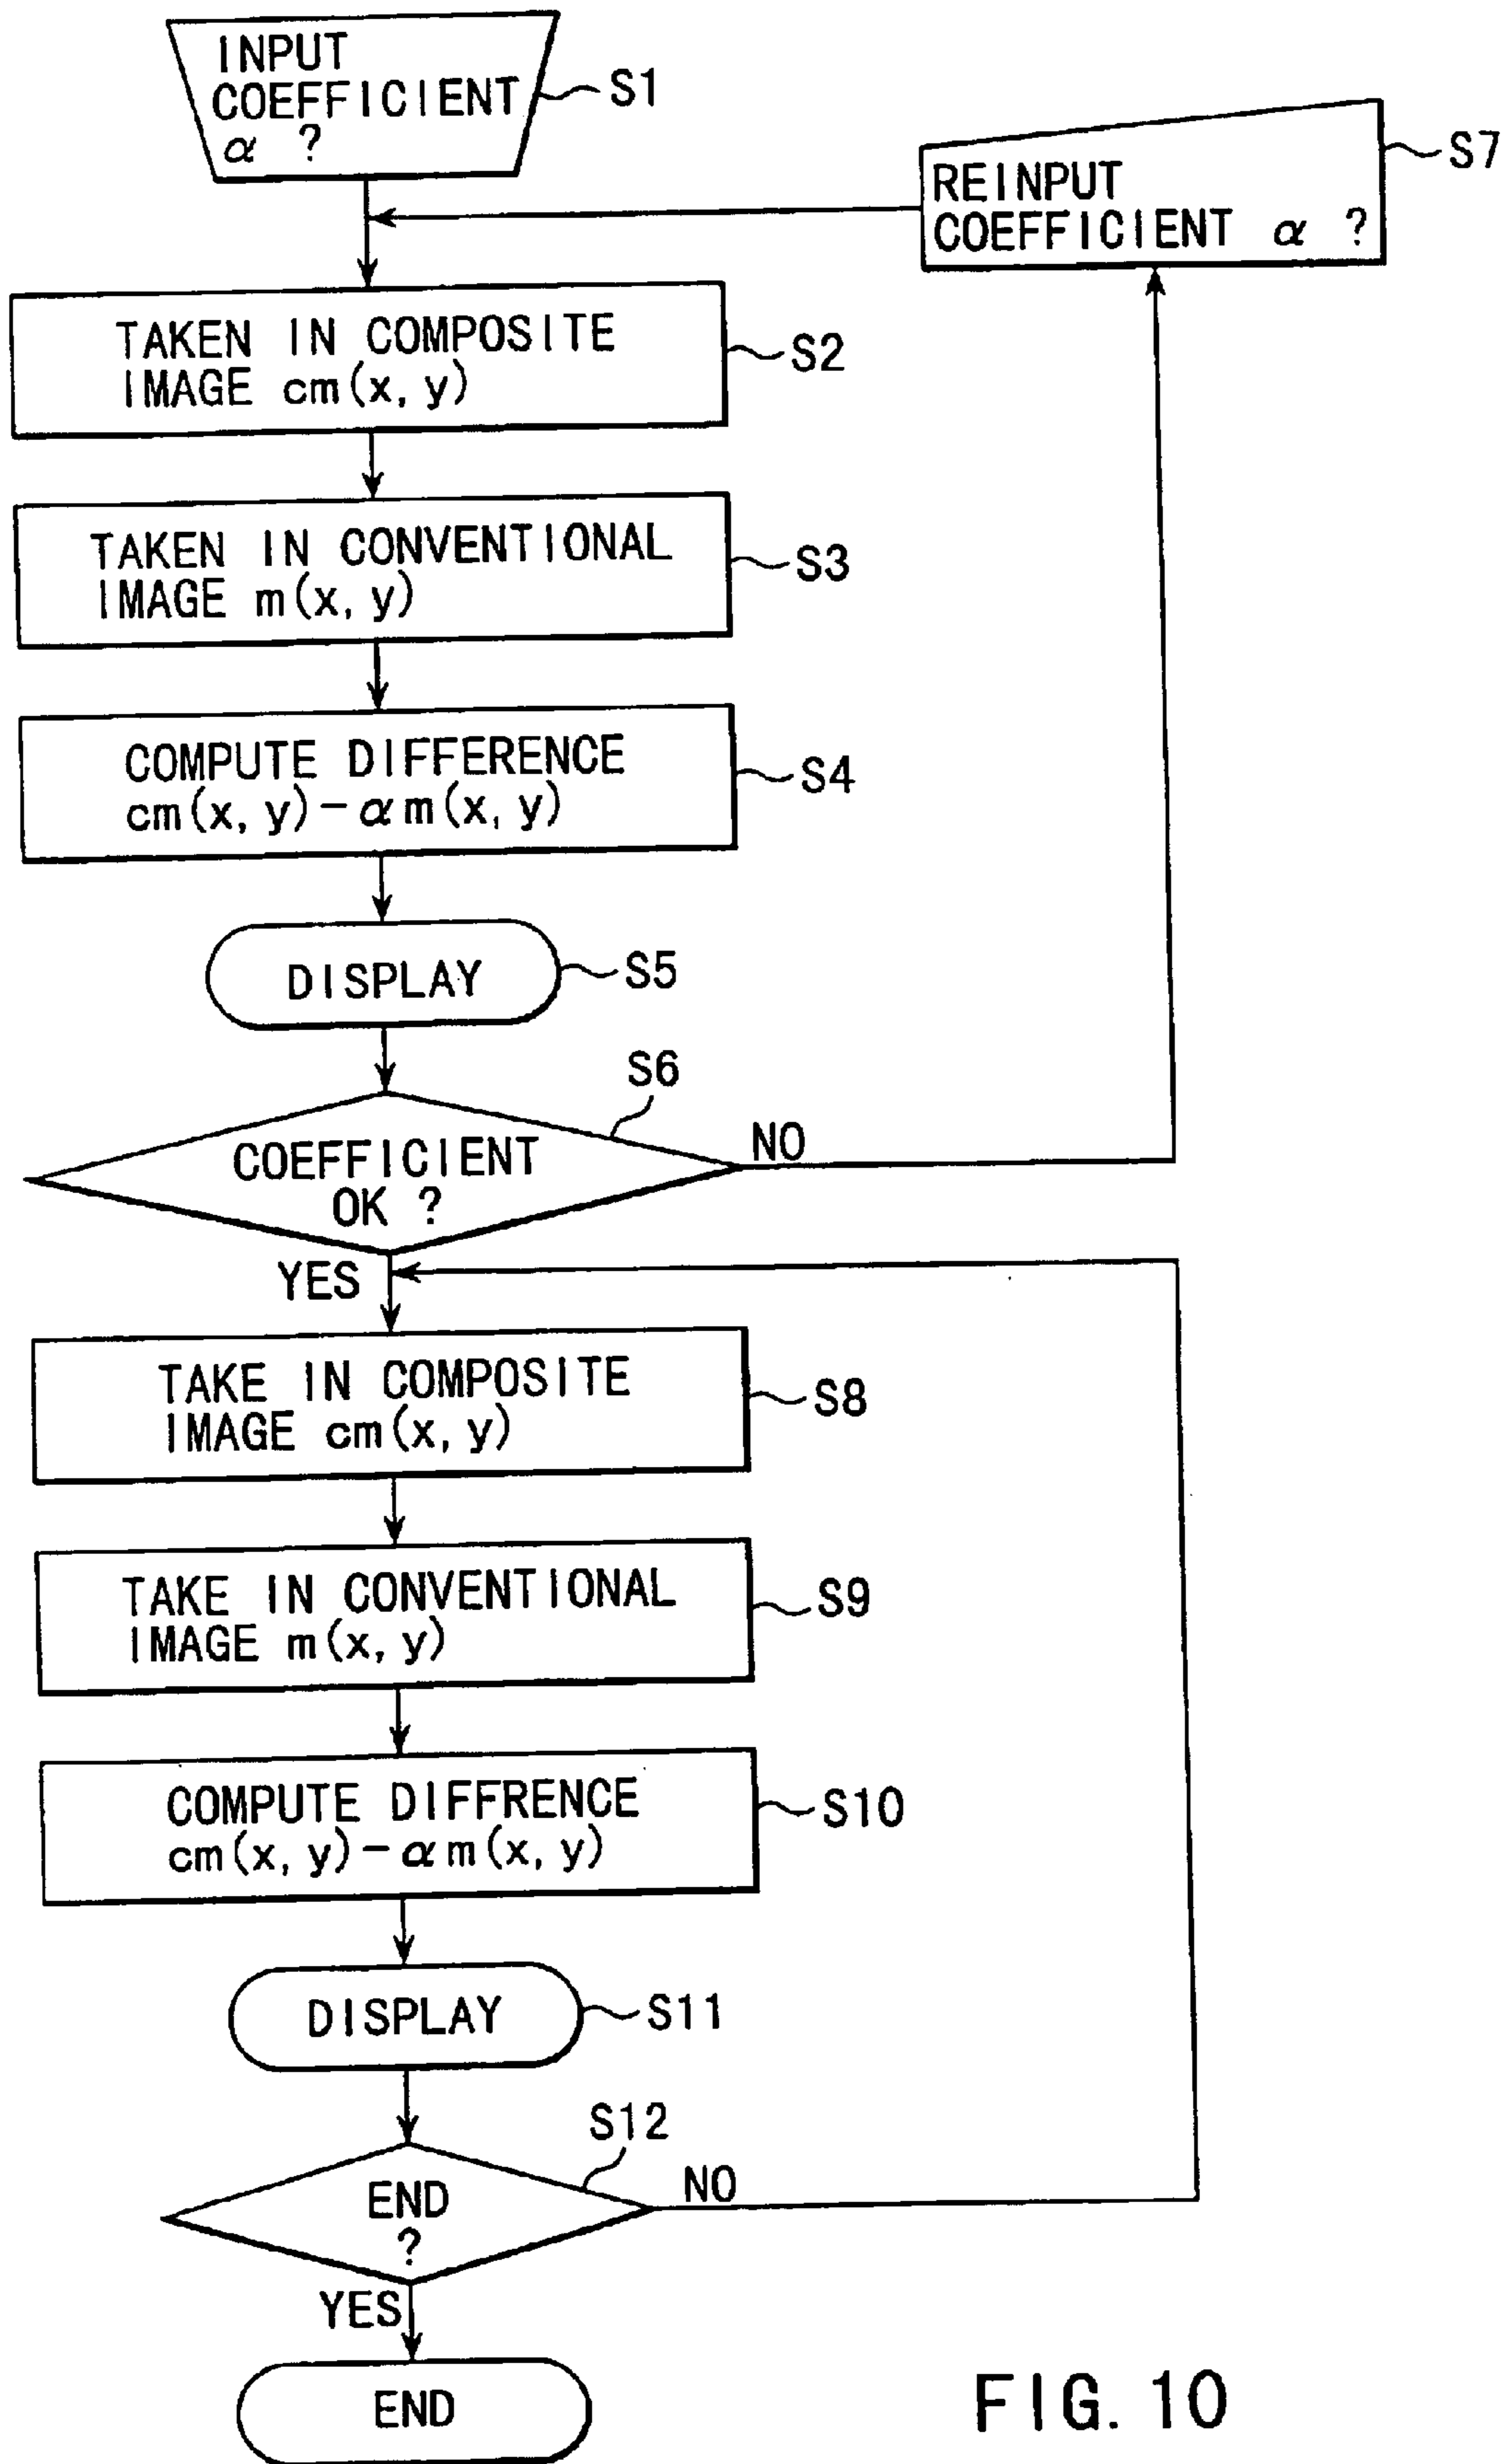 INPUT
COEFFICIENT
α ?
S1
REINPUT
COEFFICIENT α ?
S7
TAKEN IN COMPOSITE
IMAGE cm(x, y)
S2
TAKEN IN CONVENTIONAL
IMAGE m(x, y)
S3
COMPUTE DIFFERENCE
cm(x, y)-αm(x, y)
S4
DISPLAY
S5
S6
COEFFICIENT
OK ?
NO
YES
TAKE IN COMPOSITE
IMAGE cm(x, y)
S8
TAKE IN CONVENTIONAL
IMAGE m(x, y)
S9
COMPUTE DIFFRENCE
cm(x, y)-αm(x, y)
S10
DISPLAY
S11
S12
END
?
NO
YES
END
FIG. 10